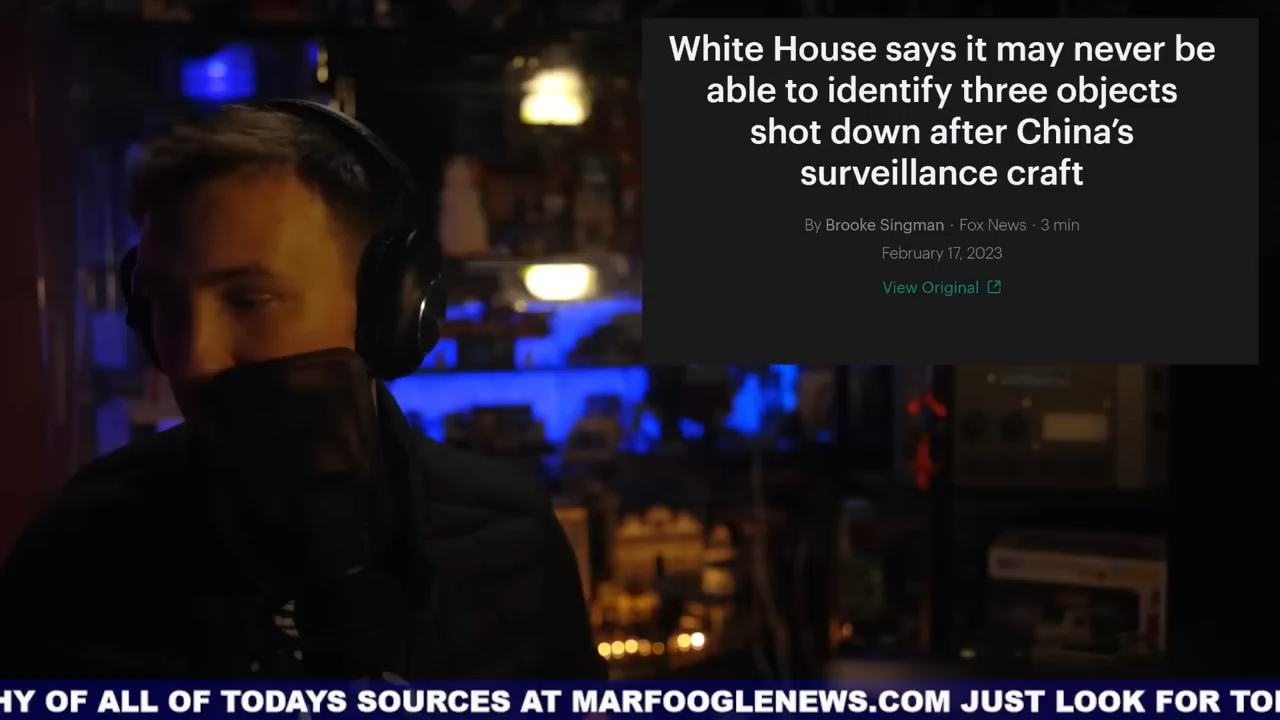 White House says it may never be
able to identify three objects
shot down after China’s
surveillance craft
By Brooke Singman · Fox News · 3 min
February 17, 2023
View Original
OF ALL OF TODAYS SOURCES AT MARFOOGLENEWS.COM JUST LOOK FOR